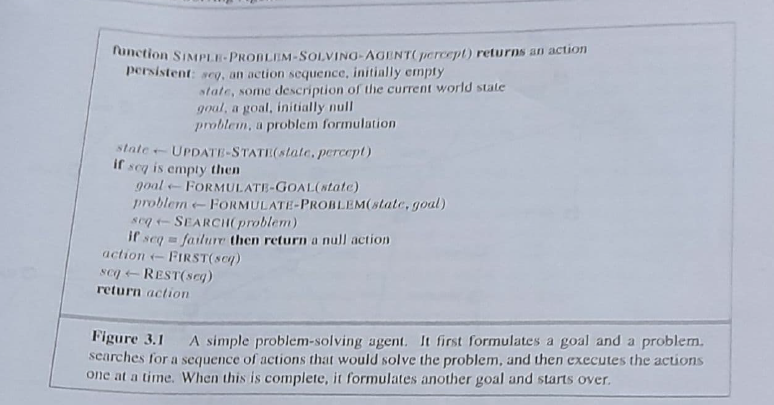 function SIMPLE-PROBLEM-SOLVING-AGENT(percept) returns an action
persistent: seq, an action sequence, initially empty
state, some description of the current world state
goal, a goal, initially null
problem, a problem formulation
state ← UPDATE-STATE(state, percept)
if seq is empty then
goal ← FORMULATE-GOAL(state)
problem ← FORMULATE-PROBLEM(state, goal)
seq ← SEARCH(problem)
if seq = failure then return a null action
action ← FIRST(seq)
seq ← REST(seq)
return action
Figure 3.1 A simple problem-solving agent. It first formulates a goal and a problem,
searches for a sequence of actions that would solve the problem, and then executes the actions
one at a time. When this is complete, it formulates another goal and starts over.